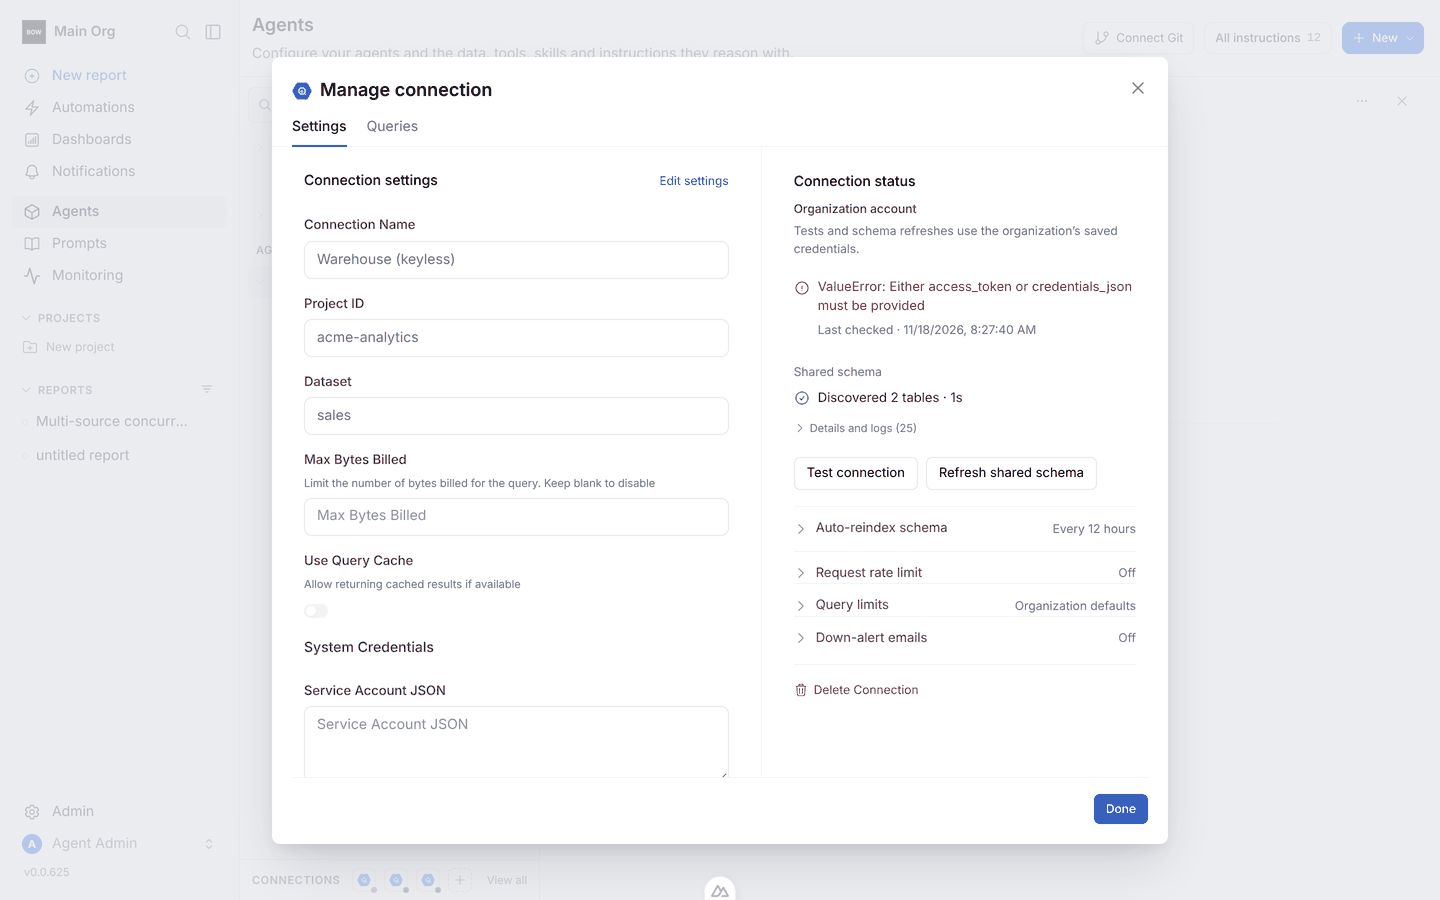 BOW
Main Org
New report
Automations
Dashboards
Notifications
Agents
Prompts
Monitoring
PROJECTS
New project
REPORTS
Multi-source concurr...
untitled report
Admin
A
Agent Admin
v0.0.625
Agents
Configure your agents and the data, tools, skills and instructions they reason with.
Connect Git
All instructions 12
New
AG
Manage connection
Settings
Queries
Connection settings
Edit settings
Connection Name
Warehouse (keyless)
Project ID
acme-analytics
Dataset
sales
Max Bytes Billed
Limit the number of bytes billed for the query. Keep blank to disable
Max Bytes Billed
Use Query Cache
Allow returning cached results if available
System Credentials
Service Account JSON
Service Account JSON
Connection status
Organization account
Tests and schema refreshes use the organization's saved
credentials.
ValueError: Either access_token or credentials_json
must be provided
Last checked · 11/18/2026, 8:27:40 AM
Shared schema
Discovered 2 tables · 1s
Details and logs (25)
Test connection
Refresh shared schema
Auto-reindex schema
Every 12 hours
Request rate limit
Off
Query limits
Organization defaults
Down-alert emails
Off
Delete Connection
Done
CONNECTIONS
View all